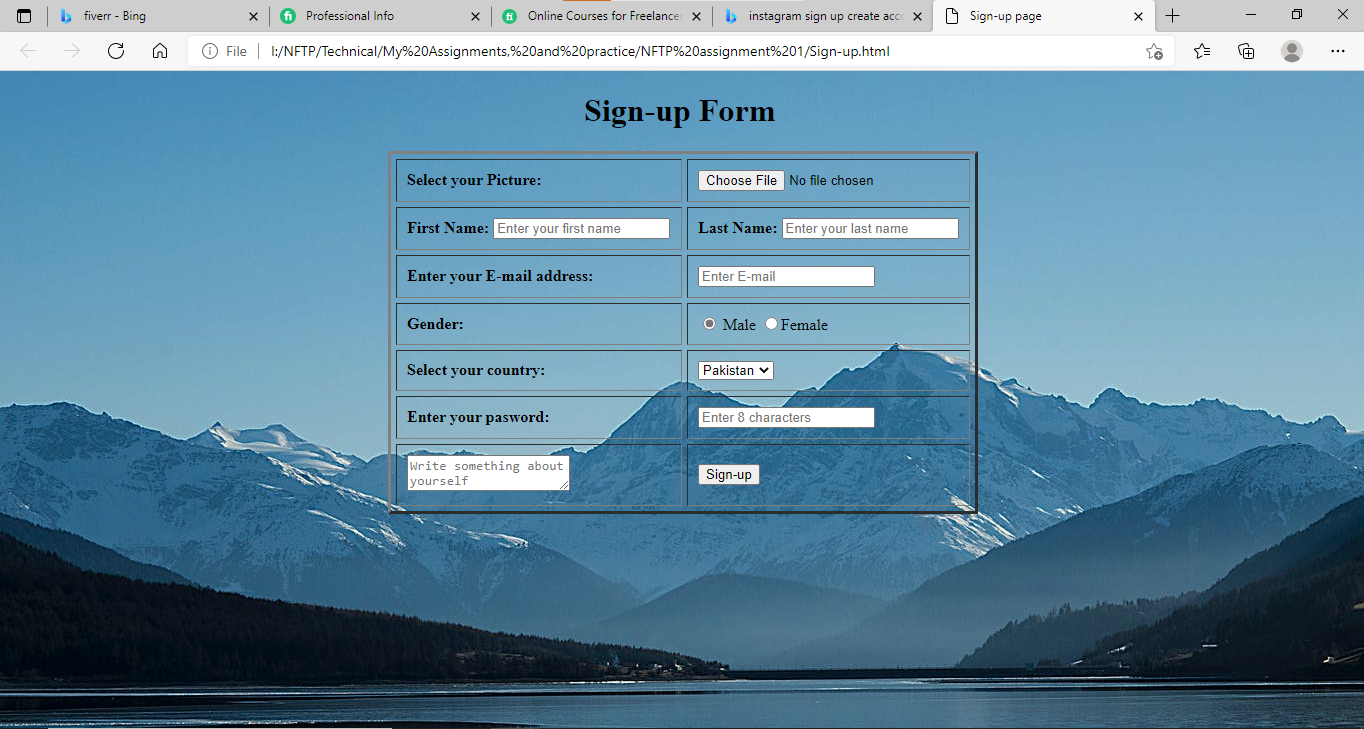 fiverr - Bing
Professional Info
Online Courses for Freelancer
instagram sign up create acc
Sign-up page
File
I:/NFTP/Technical/My%20Assignments,%20and%20practice/NFTP%20assignment%201/Sign-up.html
Sign-up Form
Select your Picture: Choose File No file chosen
First Name: Enter your first name Last Name: Enter your last name
Enter your E-mail address: Enter E-mail
Gender: Male Female
Select your country: Pakistan
Enter your pasword: Enter 8 characters
Write something about
yourself
Sign-up